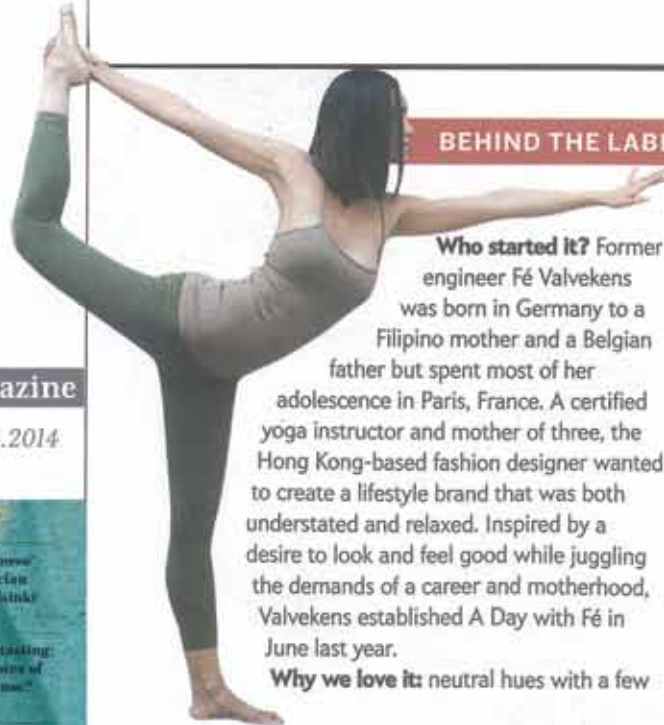 BEHIND THE LAB
Who started it? Former
engineer Fé Valvekens
was born in Germany to a
Filipino mother and a Belgian
father but spent most of her
adolescence in Paris, France. A certified
yoga instructor and mother of three, the
Hong Kong-based fashion designer wanted
to create a lifestyle brand that was both
understated and relaxed. Inspired by a
desire to look and feel good while juggling
the demands of a career and motherhood,
Valvekens established A Day with Fé in
June last year.
Why we love it: neutral hues with a few
azine
.2014